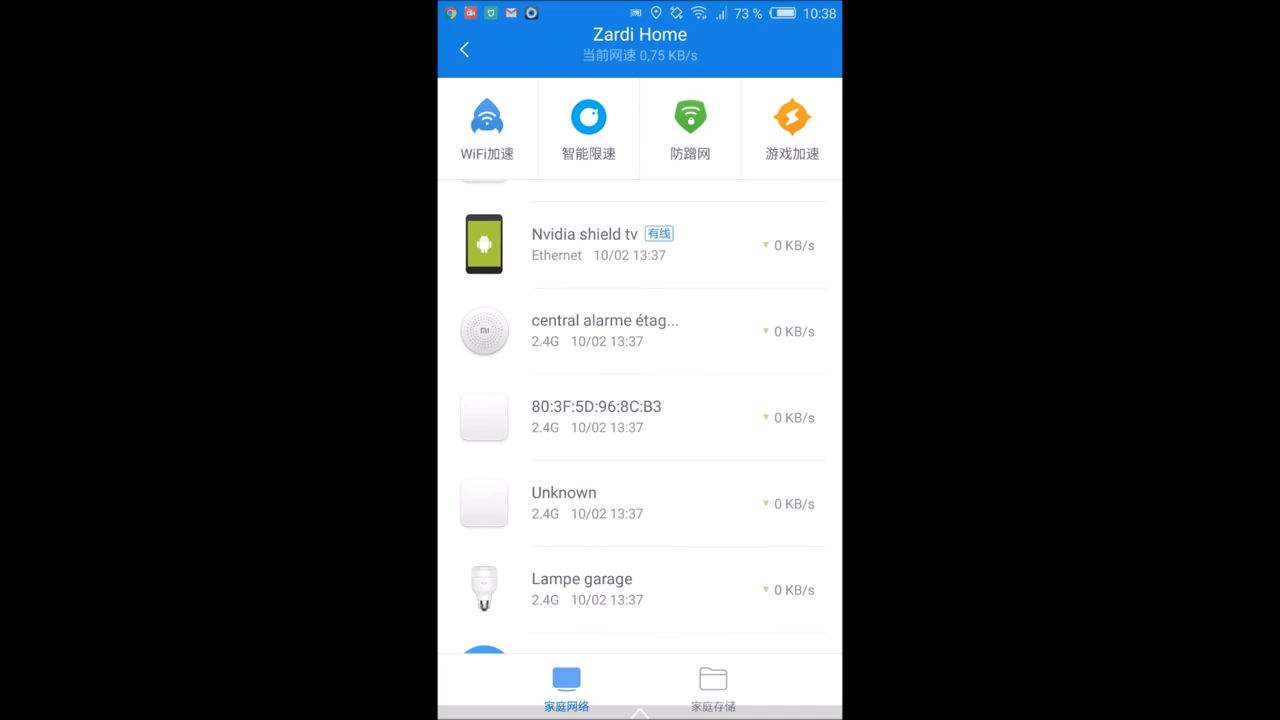 73 % 10:38
Zardi Home
当前网速 0,75 KB/s
WiFi加速 智能限速 防蹭网 游戏加速
Nvidia shield tv 有线
Ethernet 10/02 13:37
0 KB/s
central alarme étag...
2.4G 10/02 13:37
0 KB/s
MI
80:3F:5D:96:8C:B3
2.4G 10/02 13:37
0 KB/s
Unknown
2.4G 10/02 13:37
0 KB/s
Lampe garage
2.4G 10/02 13:37
0 KB/s
家庭网络 家庭存储